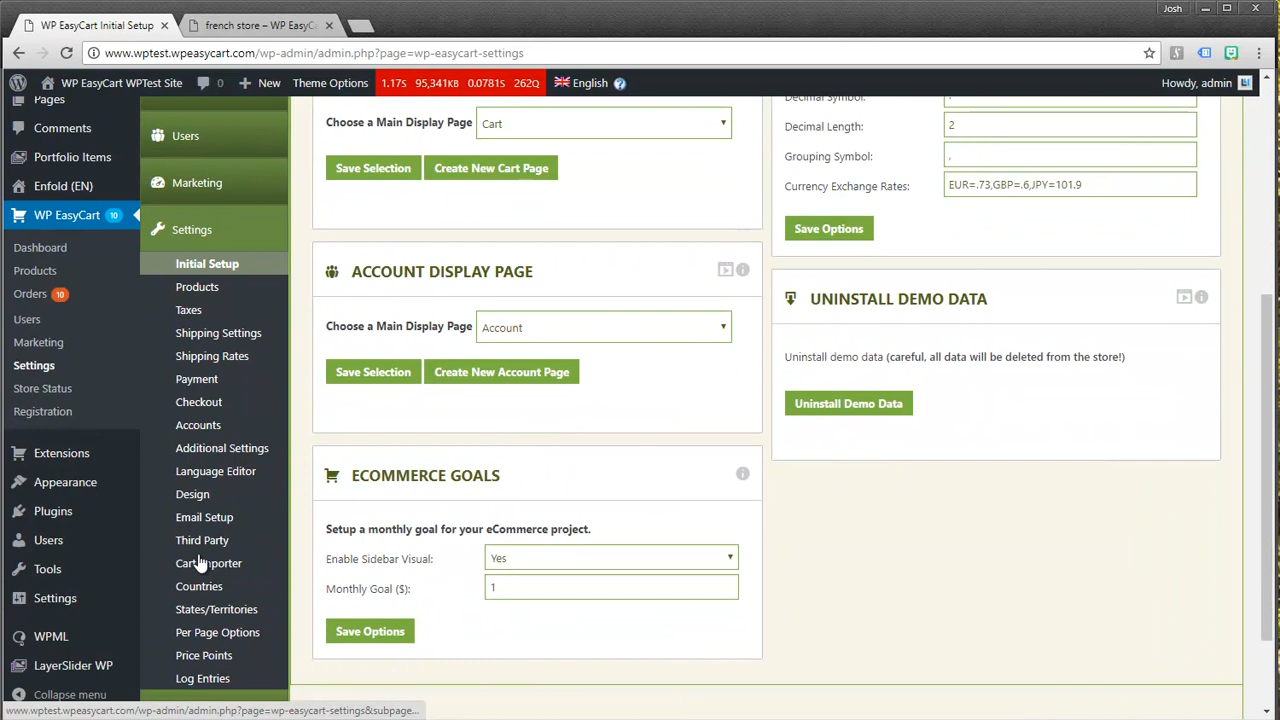 Josh
WP EasyCart Initial Setup
french store – WP EasyCa
www.wptest.wpeasycart.com/wp-admin/admin.php?page=wp-easycart-settings
WP EasyCart WPTest Site
0
New
Theme Options
1.17S
95,341KB
0.0781S
262Q
English
Howdy, admin
Pages
Comments
Portfolio Items
Enfold (EN)
WP EasyCart 10
Dashboard
Products
Orders 10
Users
Marketing
Settings
Store Status
Registration
Extensions
Appearance
Plugins
Users
Tools
Settings
WPML
LayerSlider WP
Collapse menu
Users
Marketing
Settings
Initial Setup
Products
Taxes
Shipping Settings
Shipping Rates
Payment
Checkout
Accounts
Additional Settings
Language Editor
Design
Email Setup
Third Party
Cart Importer
Countries
States/Territories
Per Page Options
Price Points
Log Entries
Choose a Main Display Page
Cart
Save Selection
Create New Cart Page
ACCOUNT DISPLAY PAGE
Choose a Main Display Page
Account
Save Selection
Create New Account Page
ECOMMERCE GOALS
Setup a monthly goal for your eCommerce project.
Enable Sidebar Visual:
Yes
Monthly Goal ($):
1
Save Options
Decimal Symbol:
.
Decimal Length:
2
Grouping Symbol:
,
Currency Exchange Rates:
EUR=.73,GBP=.6,JPY=101.9
Save Options
UNINSTALL DEMO DATA
Uninstall demo data (careful, all data will be deleted from the store!)
Uninstall Demo Data
www.wptest.wpeasycart.com/wp-admin/admin.php?page=wp-easycart-settings&subpage...